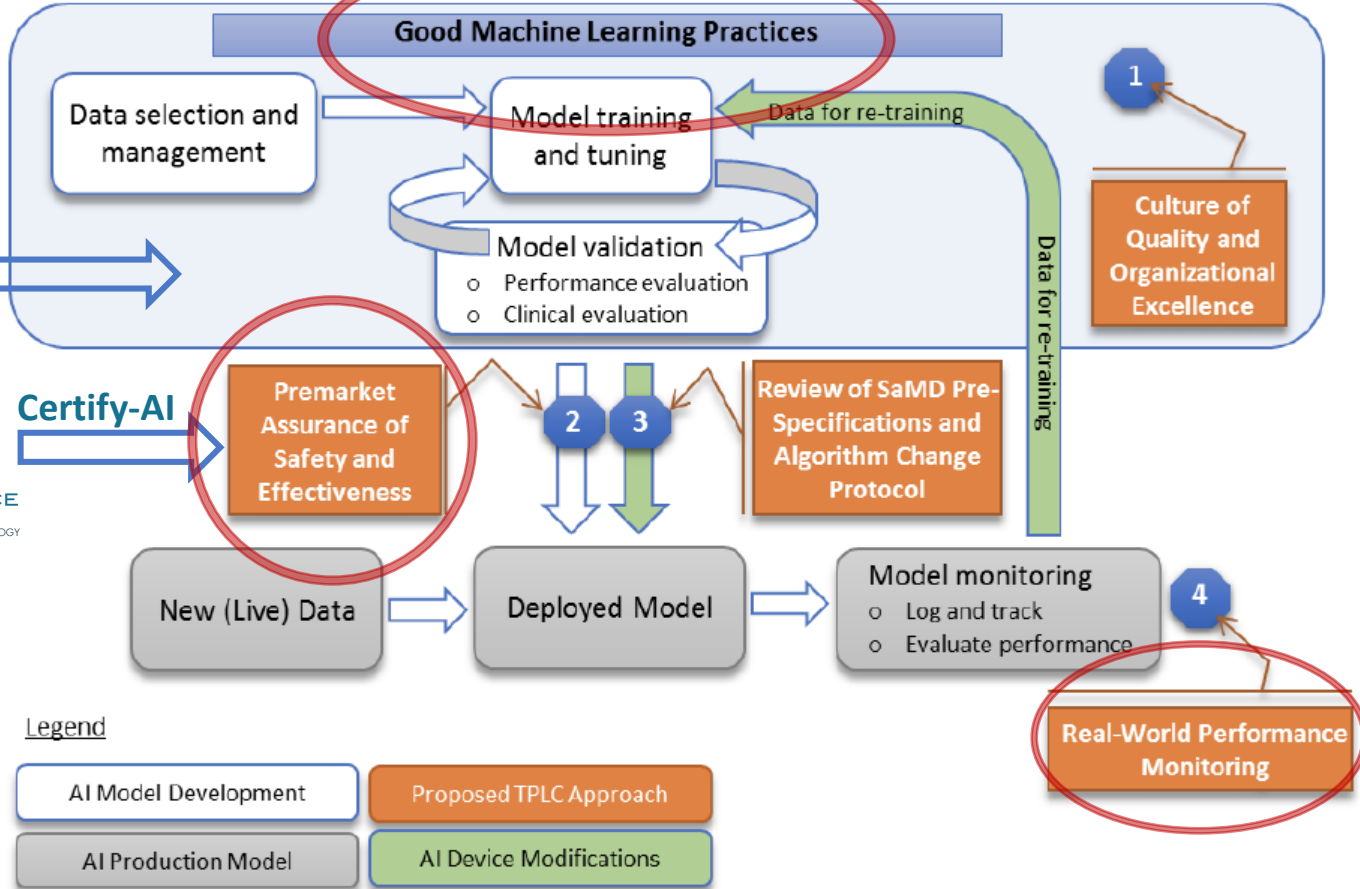 Good Machine Learning Practices
1
Data selection and
management
Model training
and tuning
Data for re-training
Model validation
o Performance evaluation
o Clinical evaluation
Culture of
Quality and
Organizational
Excellence
Data for re-training
Certify-AI
CE
OGY
Premarket
Assurance of
Safety and
Effectiveness
2
3
Review of SaMD Pre-
Specifications and
Algorithm Change
Protocol
New (Live) Data
Deployed Model
Model monitoring
o Log and track
o Evaluate performance
4
Real-World Performance
Monitoring
Legend
AI Model Development
Proposed TPLC Approach
AI Production Model
AI Device Modifications